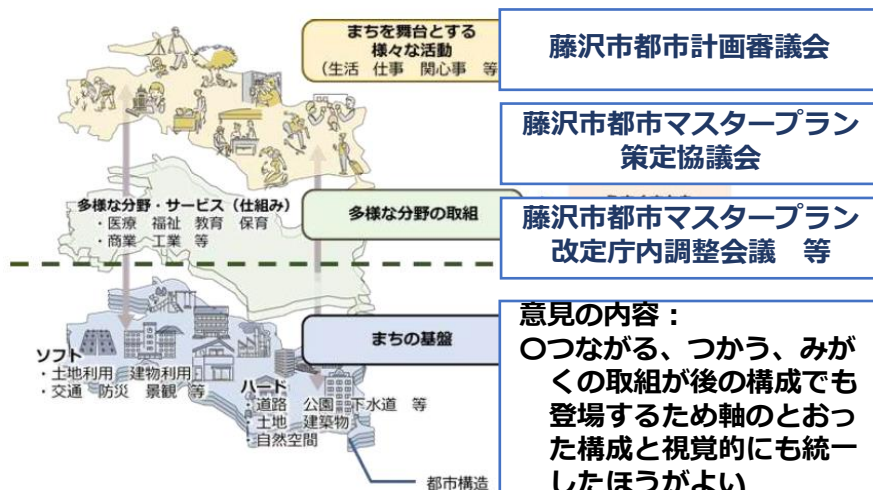 まちを舞台とする
様々な活動
（生活　仕事　関心事　等
藤沢市都市計画審議会
藤沢市都市マスタープラン
策定協議会
多様な分野・サービス（仕組み）
・医療　福祉　教育　保育
・商業　工業　等
多様な分野の取組
藤沢市都市マスタープラン
改定庁内調整会議　等
まちの基盤
ソフト
・土地利用　建物利用
・交通　防災　景観　等
ハード
・道路　公園　下水道　等
・土地　建築物
・自然空間
都市構造
意見の内容：
〇つながる、つかう、みが
くの取組が後の構成でも
登場するため軸のとおっ
た構成と視覚的にも統一
したほうがよい